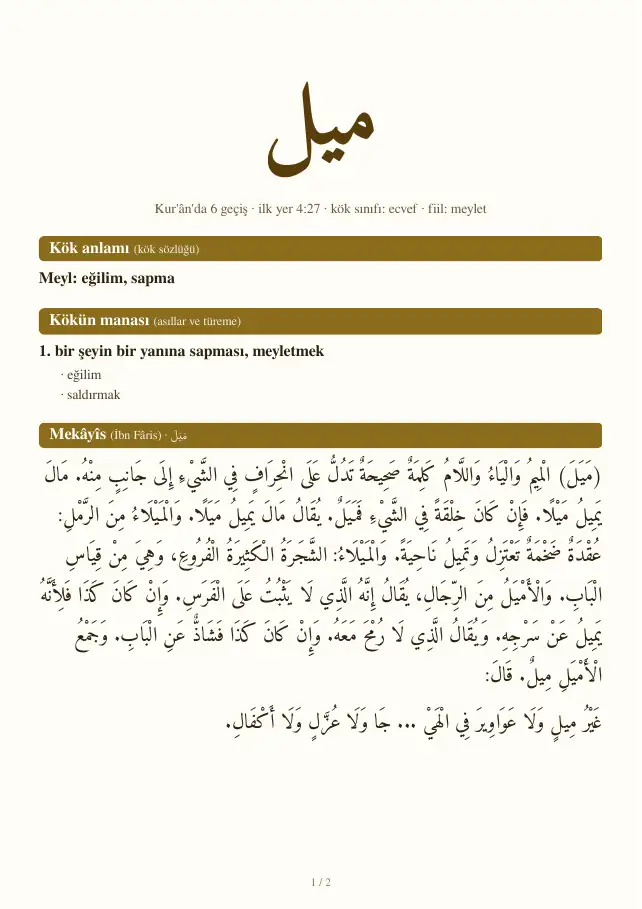 ميل
Kur'ân'da 6 geçiş · ilk yer 4:27 · kök sınıfı: ecvef · fiil: meylet
Kök anlamı (kök sözlüğü)
Meyl: eğilim, sapma
Kökün manası (asıllar ve türeme)
1. bir şeyin bir yanına sapması, meyletmek
· eğilim
· saldırmak
Mekâyîs (İbn Fâris) · مَيَلَ
(مَيَلَ) الْمِيمُ وَالْيَاءُ وَاللَّامُ كَلِمَةٌ صَحِيحَةٌ تَدُلُّ عَلَى انْحِرَافٍ فِي الشَّيْءِ إِلَى جَانِبٍ مِنْهُ. مَالَ
يَمِيلُ مَيْلًا. فَإِنْ كَانَ خِلْقَةً فِي الشَّيْءِ فَمَيَلٌ. يُقَالُ مَالَ يَمِيلُ مَيَلًا. وَالْمَيْلَاءُ مِنَ الرَّمْلِ:
عُقْدَةٌ ضَخْمَةٌ تَعْتَزِلُ وَتَمِيلُ نَاحِيَةً. وَالْمَيْلَاءُ: الشَّجَرَةُ الْكَثِيرَةُ الْفُرُوعِ، وَهِيَ مِنْ قِيَاسِ
الْبَابِ. وَالْأَمْيَلُ مِنَ الرِّجَالِ، يُقَالُ إِنَّهُ الَّذِي لَا يَثْبُتُ عَلَى الْفَرَسِ. وَإِنْ كَانَ كَذَا فَلِأَنَّهُ
يَمِيلُ عَنْ سَرْجِهِ. وَيُقَالُ الَّذِي لَا رُمْحَ مَعَهُ. وَإِنْ كَانَ كَذَا فَشَاذٌّ عَنِ الْبَابِ. وَجَمْعُ
الْأَمْيَلِ مِيلٌ. قَالَ:
غَيْرُ مِيلٍ وَلَا عَوَاوِيرَ فِي الْهَيْ ... جَا وَلَا عُزَّلٍ وَلَا أَكْفَالِ.
1 / 2